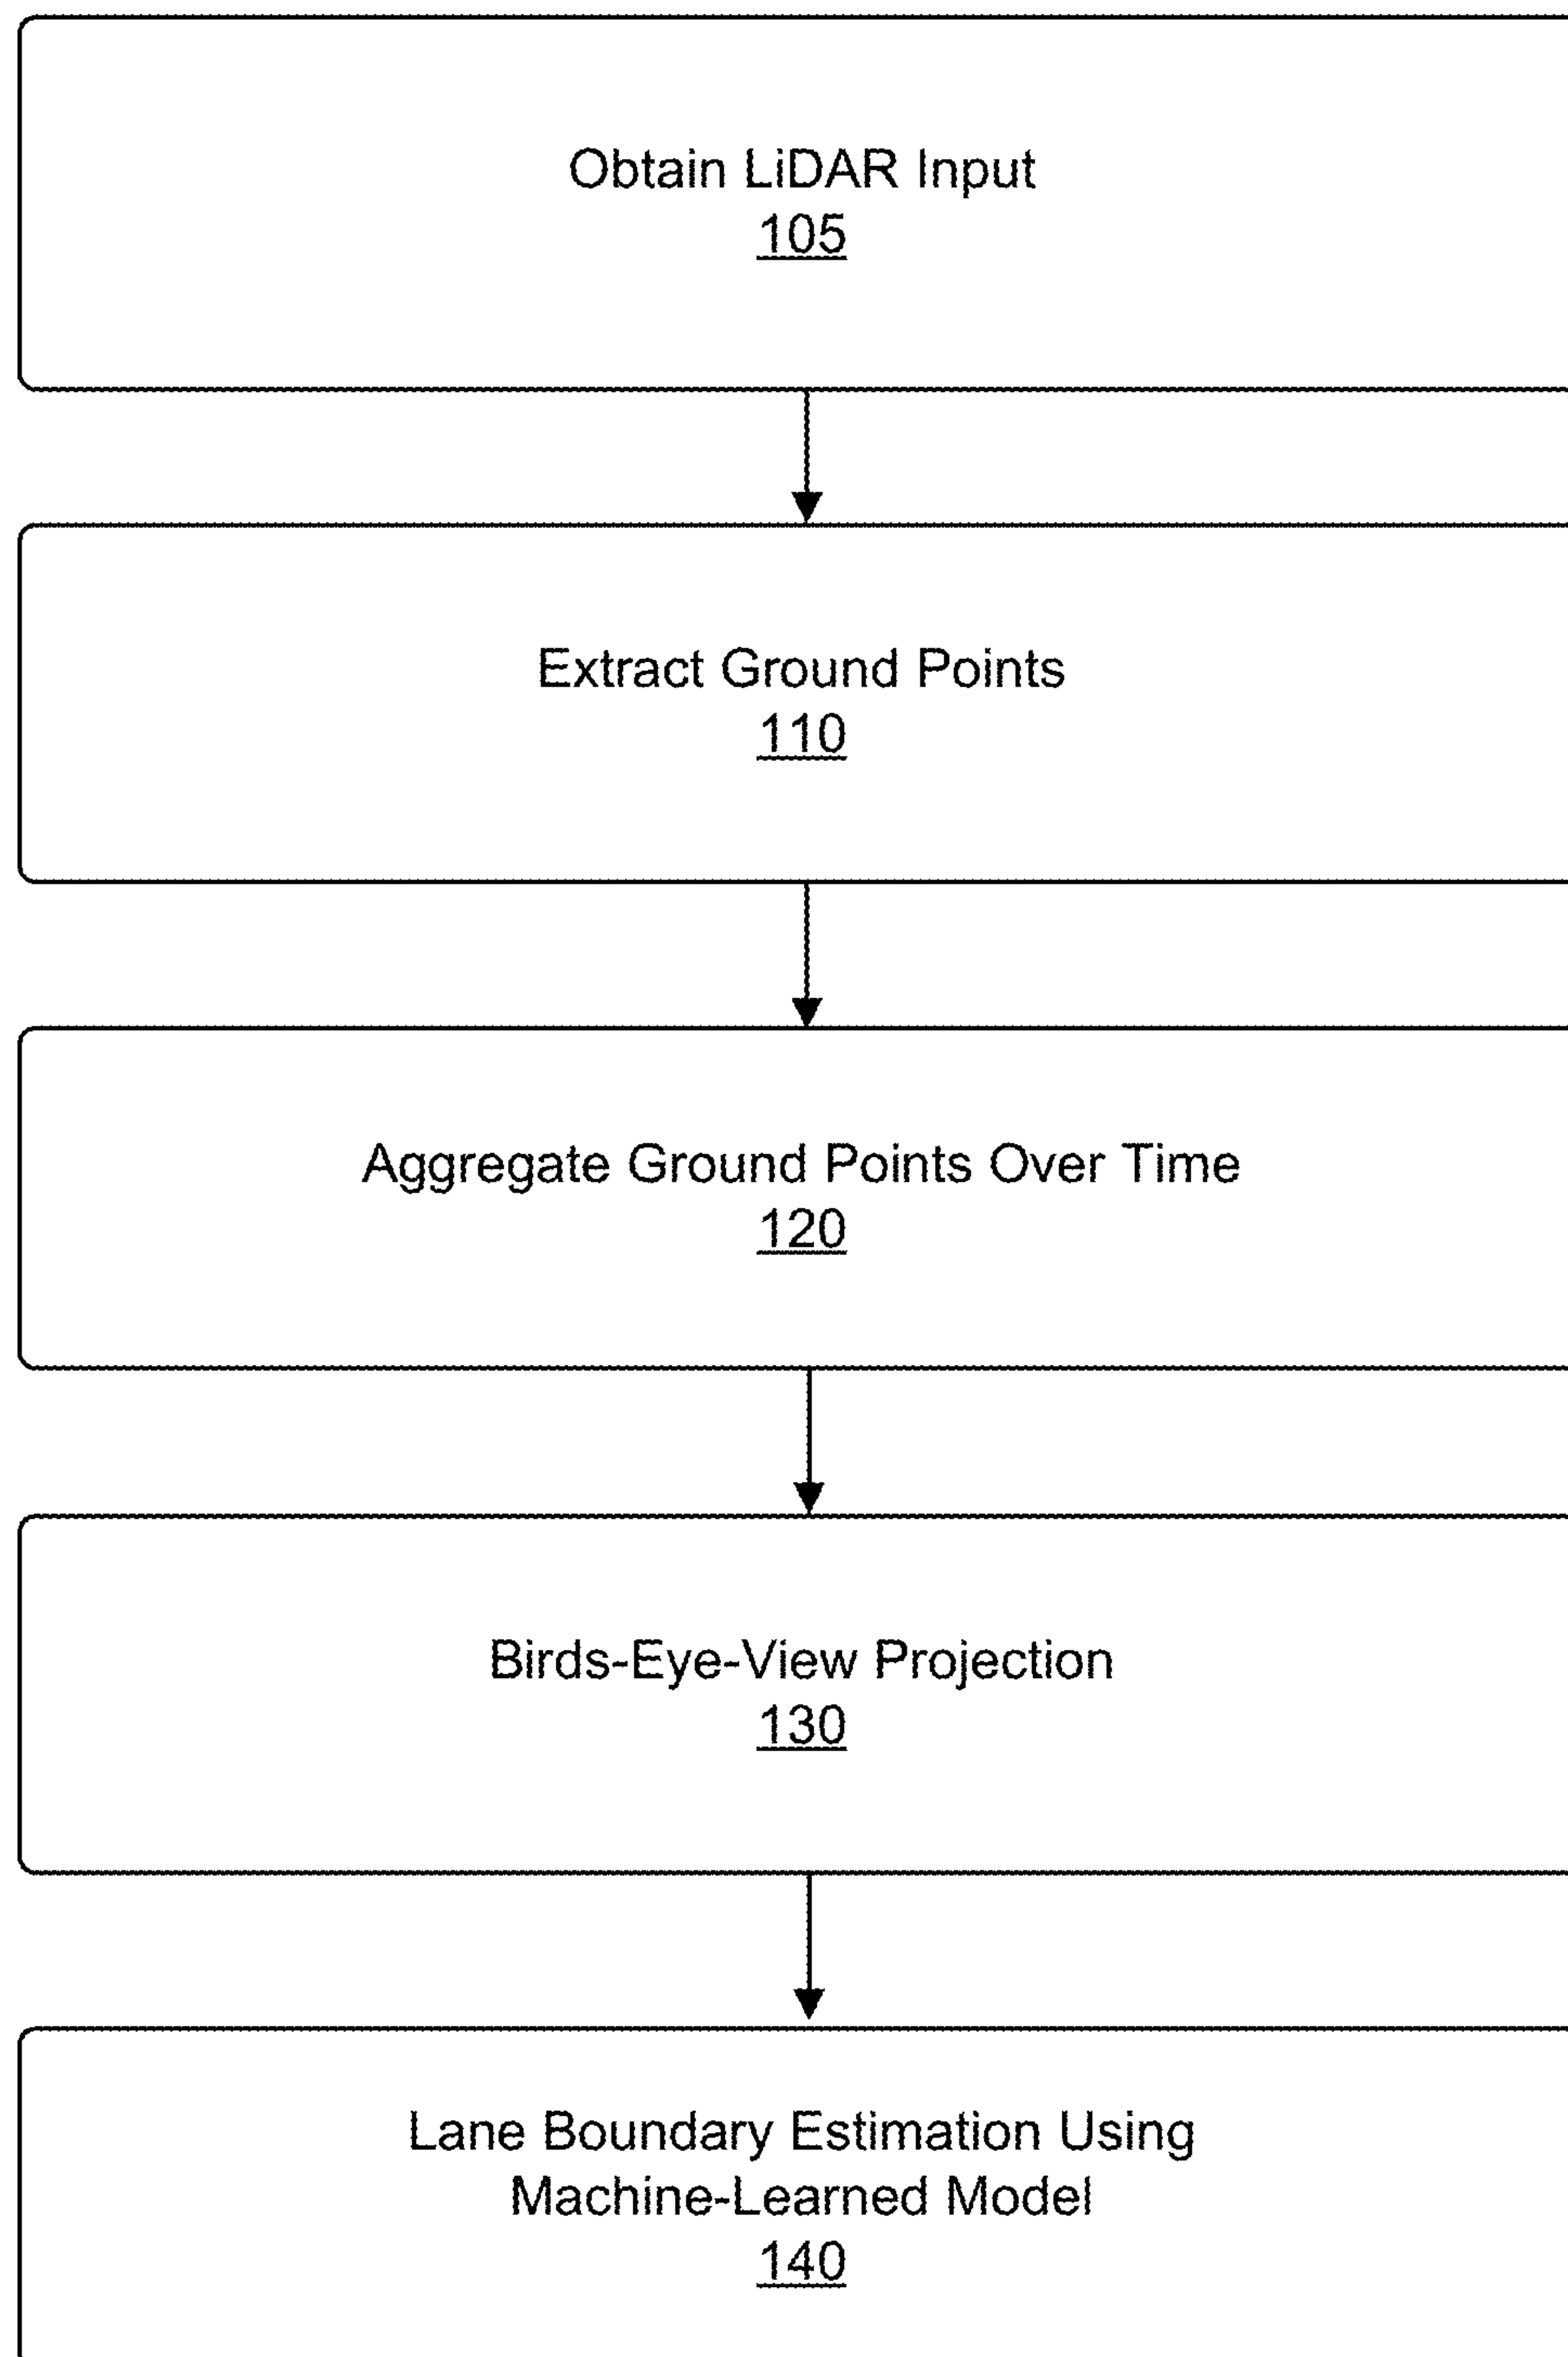 Obtain LiDAR Input
105
Extract Ground Points
110
Aggregate Ground Points Over Time
120
Birds-Eye-View Projection
130
Lane Boundary Estimation Using
Machine-Learned Model
140